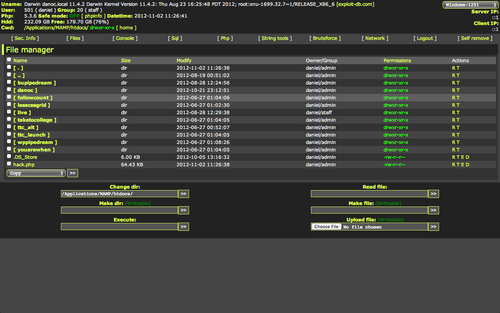 Uname: Darwin danoc.local 11.4.2 Darwin Kernel Version 11.4.2: Thu Aug 23 16:25:48 PDT 2012; root:xnu-1699.32.7~1/RELEASE_X86_6 [exploit-db.com] Windows-1251
User: 501 ( daniel ) Group: 20 ( staff ) Server IP:
Php: 5.3.6 Safe mode: OFF [ phpinfo ] Datetime: 2012-11-02 11:26:41 ::1
Hdd: 232.09 GB Free: 178.70 GB (76%) Client IP:
Cwd: /Applications/MAMP/htdocs/ drwxr-xr-x [ home ] ::1
[ Sec. Info ] [ Files ] [ Console ] [ Sql ] [ Php ] [ String tools ] [ Bruteforce ] [ Network ] [ Logout ] [ Self remove ]
File manager
Name Size Modify Owner/Group Permissions Actions
[ . ] dir 2012-11-02 11:26:38 daniel/admin drwxr-xr-x R T
[ .. ] dir 2012-08-19 00:51:02 daniel/admin drwxr-xr-x R T
[ bupipedream ] dir 2012-08-28 12:24:56 daniel/admin drwxr-xr-x R T
[ danoc ] dir 2012-10-21 23:12:51 daniel/admin drwxr-xr-x R T
[ followcount ] dir 2012-06-27 01:04:06 daniel/admin drwxr-xr-x R T
[ lesscssgrid ] dir 2012-06-27 01:02:30 daniel/admin drwxr-xr-x R T
[ live ] dir 2012-08-28 12:29:38 daniel/staff drwxr-xr-x R T
[ taketocollege ] dir 2012-06-27 01:04:05 daniel/admin drwxr-xr-x R T
[ ttc_alt ] dir 2012-06-27 00:52:07 daniel/admin drwxr-xr-x R T
[ ttc_launch ] dir 2012-06-27 01:04:05 daniel/admin drwxr-xr-x R T
[ wppipedream ] dir 2012-06-27 01:04:06 daniel/admin drwxr-xr-x R T
[ youarewhen ] dir 2012-06-27 01:04:05 daniel/admin drwxr-xr-x R T
.DS_Store 6.00 KB 2012-10-05 13:16:32 daniel/admin -rw-r--r-- R T E D
hack.php 64.43 KB 2012-11-02 11:26:38 daniel/admin -rw-r--r-- R T E D
Copy >>
Change dir: Read file:
/Applications/MAMP/htdocs/ >> >>
Make dir: (Writeable) Make file: (Writeable)
>> >>
Execute: Upload file: (Writeable)
>> Choose File No file chosen >>